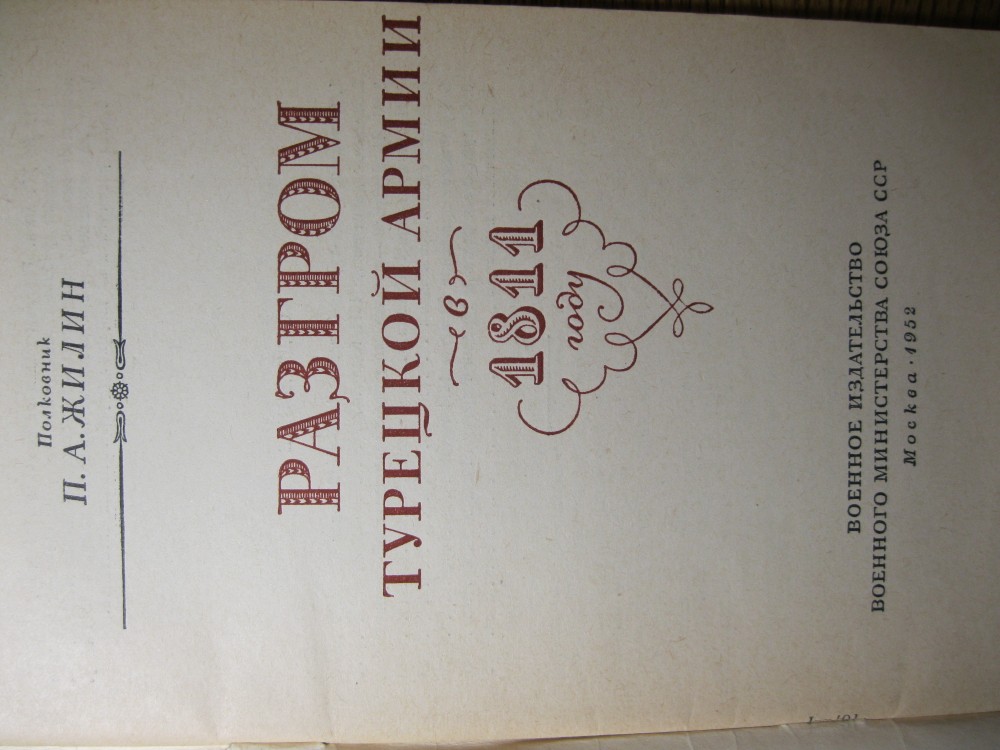 Полковник
П. А. ЖИЛИН
РАЗГРОМ
ТУРЕЦКОЙ АРМИИ
в
1811
году
ВОЕННОЕ ИЗДАТЕЛЬСТВО
ВОЕННОГО МИНИСТЕРСТВА СОЮЗА ССР
Москва · 1952